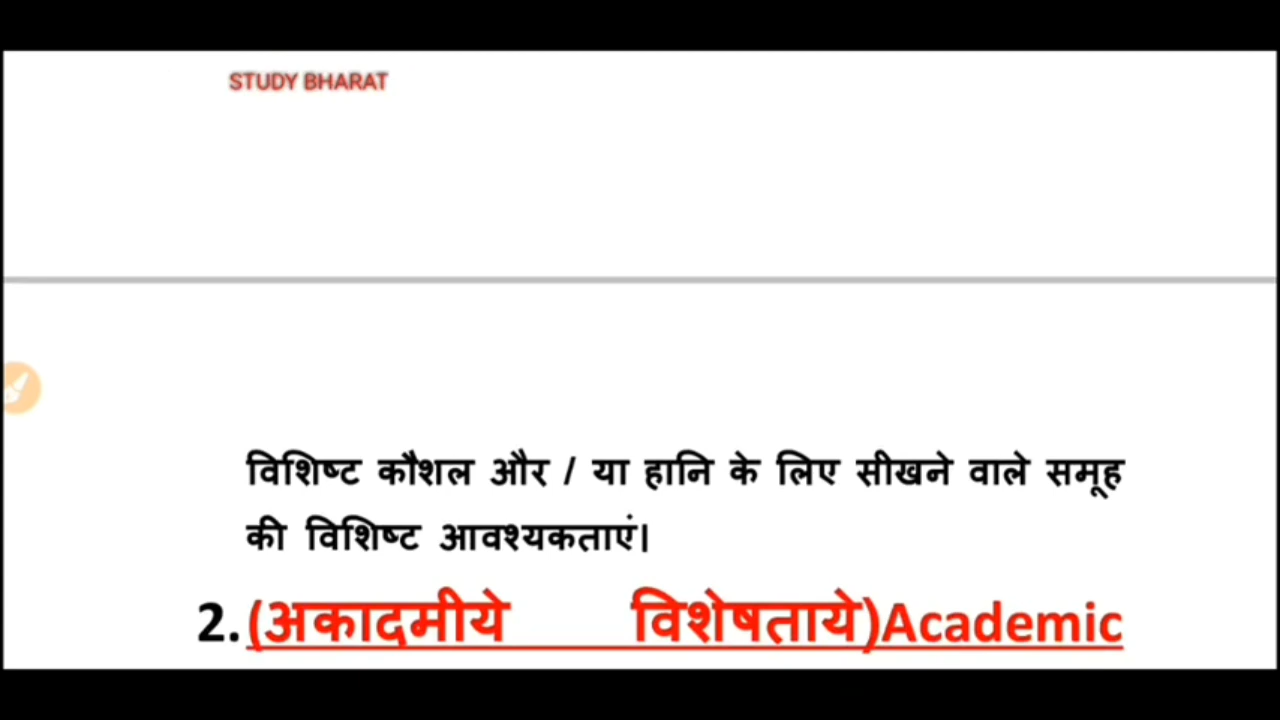 STUDY BHARAT
विशिष्ट कौशल और / या हानि के लिए सीखने वाले समूह
की विशिष्ट आवश्यकताएं।
2.(अकादमीये विशेषताये)Academic